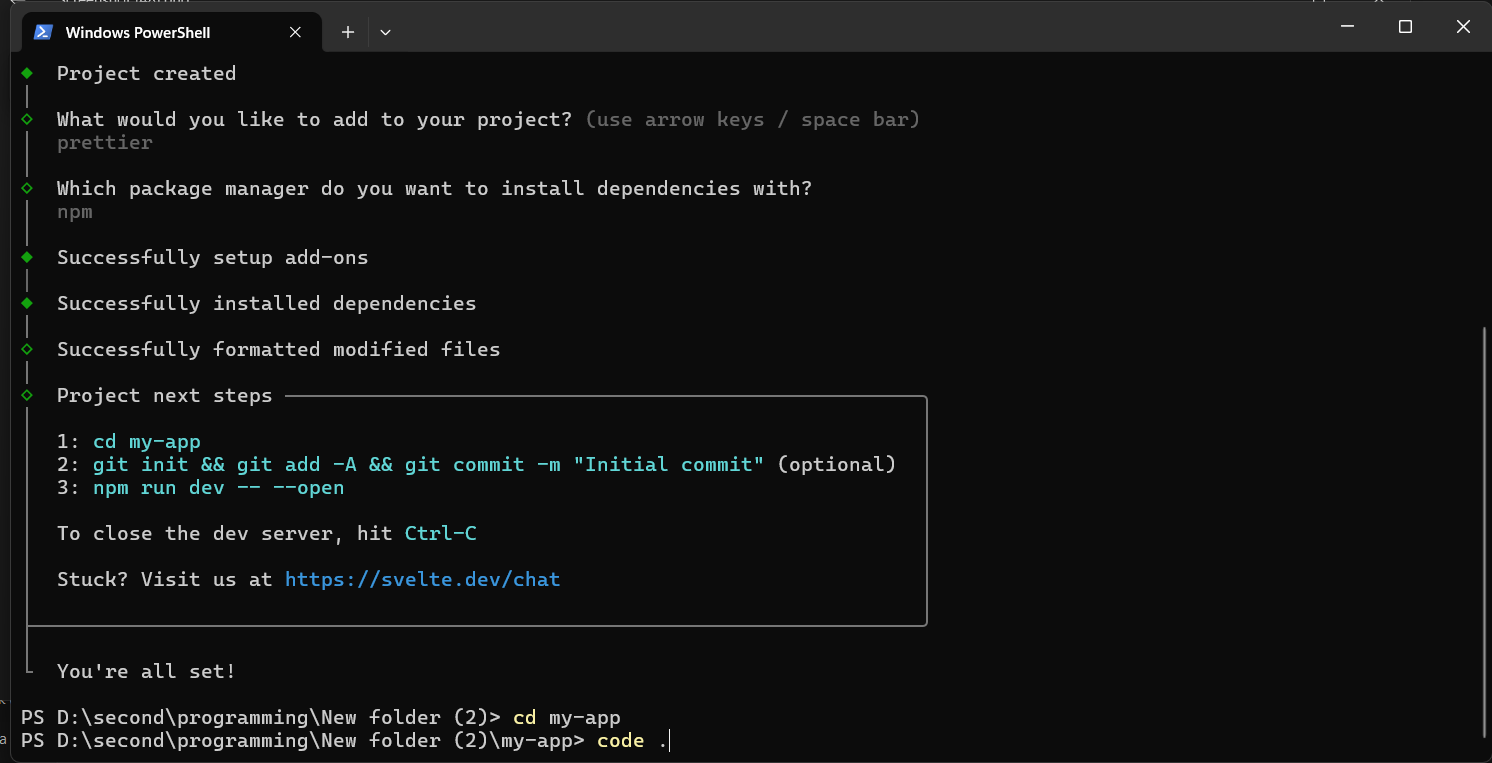 Windows PowerShell
Project created
What would you like to add to your project? (use arrow keys / space bar)
prettier
Which package manager do you want to install dependencies with?
npm
Successfully setup add-ons
Successfully installed dependencies
Successfully formatted modified files
Project next steps
1: cd my-app
2: git init && git add -A && git commit -m "Initial commit" (optional)
3: npm run dev -- --open
To close the dev server, hit Ctrl-C
Stuck? Visit us at https://svelte.dev/chat
You're all set!
PS D:\second\programming\New folder (2)> cd my-app
PS D:\second\programming\New folder (2)\my-app> code .